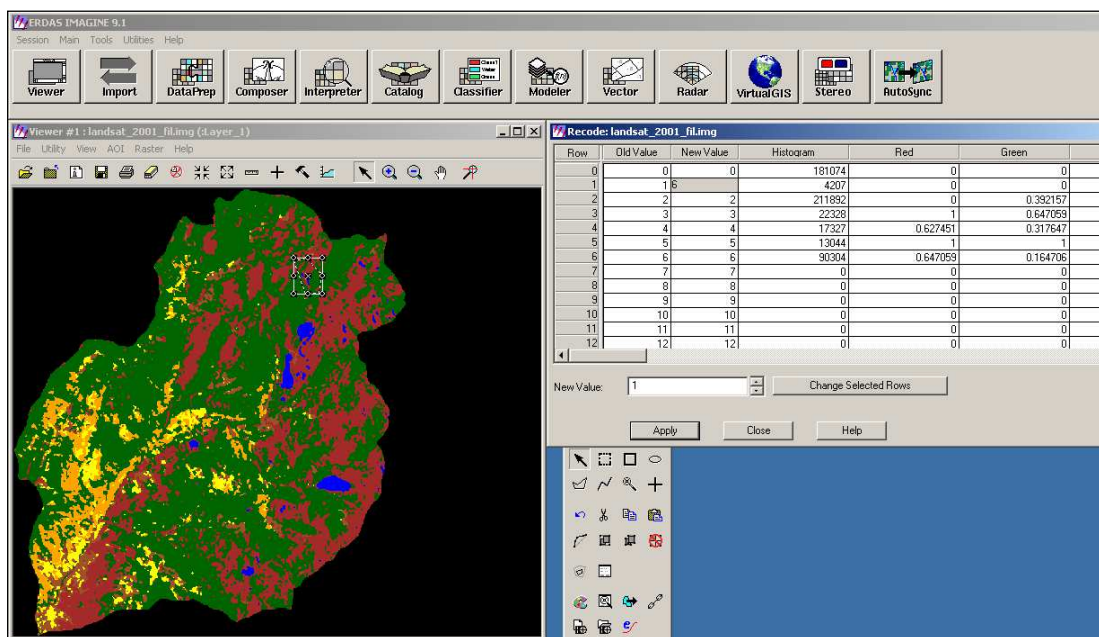 ERDAS IMAGINE 9.1
Session Main Tools Utilities Help
Viewer Import DataPrep Composer Interpreter Catalog Classifier Modeler Vector Radar VirtualGIS Stereo AutoSync
Viewer #1 : landsat_2001_fil.img (:Layer_1)
File Utility View AOI Raster Help
Recode: landsat_2001_fil.img
Row Old Value New Value Histogram Red Green
0 0 0 181074 0 0
1 1 6 4207 0 0
2 2 2 211892 0 0.392157
3 3 3 22328 1 0.647059
4 4 4 17327 0.627451 0.317647
5 5 5 13044 1 1
6 6 6 90304 0.647059 0.164706
7 7 7 0 0 0
8 8 8 0 0 0
9 9 9 0 0 0
10 10 10 0 0 0
11 11 11 0 0 0
12 12 12 0 0 0
New Value: 1 Change Selected Rows
Apply Close Help